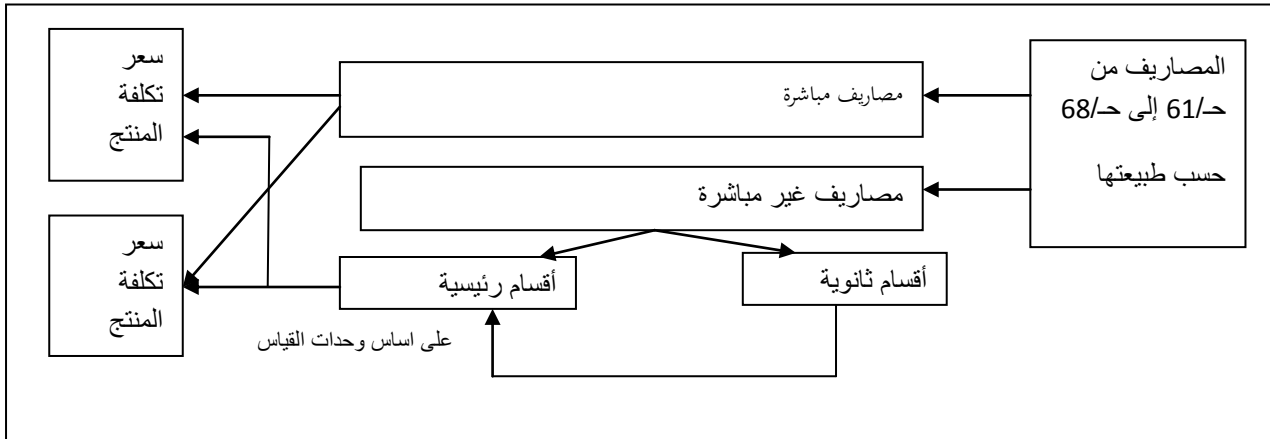 المصاريف من
حـ/61 إلى حـ/68
حسب طبيعتها
مصاريف مباشرة
مصاريف غير مباشرة
أقسام ثانوية
أقسام رئيسية
على اساس وحدات القياس
سعر
تكلفة
المنتج
سعر
تكلفة
المنتج